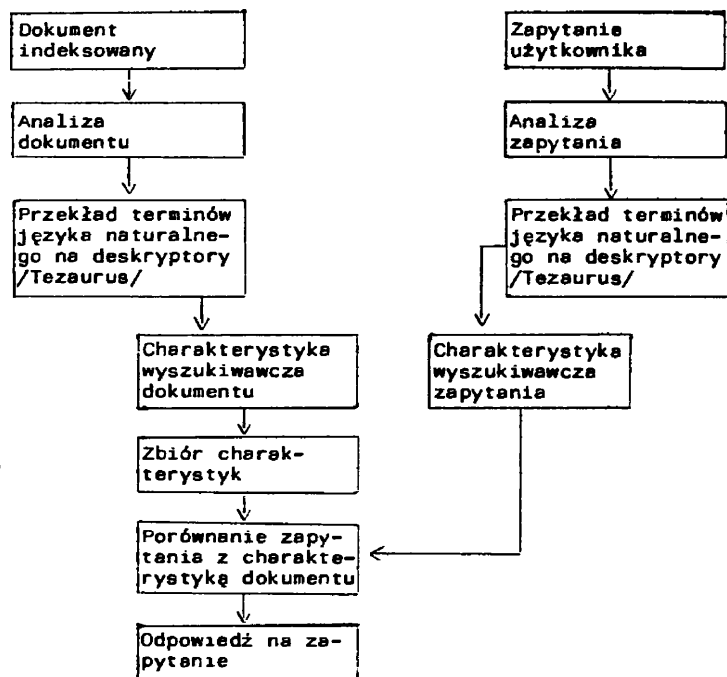 Dokument
indeksowany
Analiza
dokumentu
Przekład terminów
języka naturalne-
go na deskryptory
/Tezaurus/
Zapytanie
użytkownika
Analiza
zapytania
Przekład terminów
języka naturalne-
go na deskryptory
/Tezaurus/
Charakterystyka
wyszukiwawcza
dokumentu
Charakterystyka
wyszukiwawcza
zapytania
Zbiór charak-
terystyk
Porównanie zapy-
tania z charakte-
rystyką dokumentu
Odpowiedź na za-
pytanie